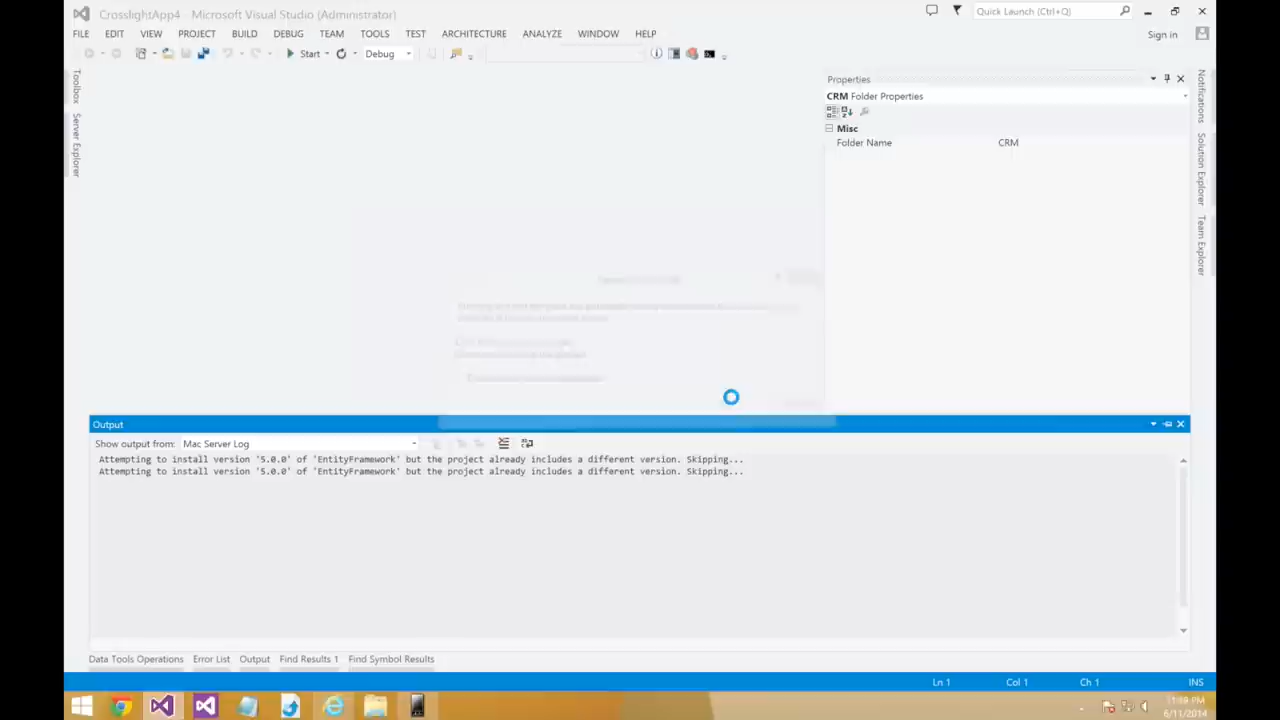 CrosslightApp4 - Microsoft Visual Studio (Administrator)
Quick Launch (Ctrl+Q)
FILE EDIT VIEW PROJECT BUILD DEBUG TEAM TOOLS TEST ARCHITECTURE ANALYZE WINDOW HELP
Sign in
Start Debug
Toolbox
Server Explorer
Properties
CRM Folder Properties
Misc
Folder Name CRM
Notifications
Solution Explorer
Team Explorer
Output
Show output from: Mac Server Log
Attempting to install version '5.0.0' of 'EntityFramework' but the project already includes a different version. Skipping...
Attempting to install version '5.0.0' of 'EntityFramework' but the project already includes a different version. Skipping...
Data Tools Operations Error List Output Find Results 1 Find Symbol Results
Ln 1 Col 1 Ch 1 INS
6/11/2014